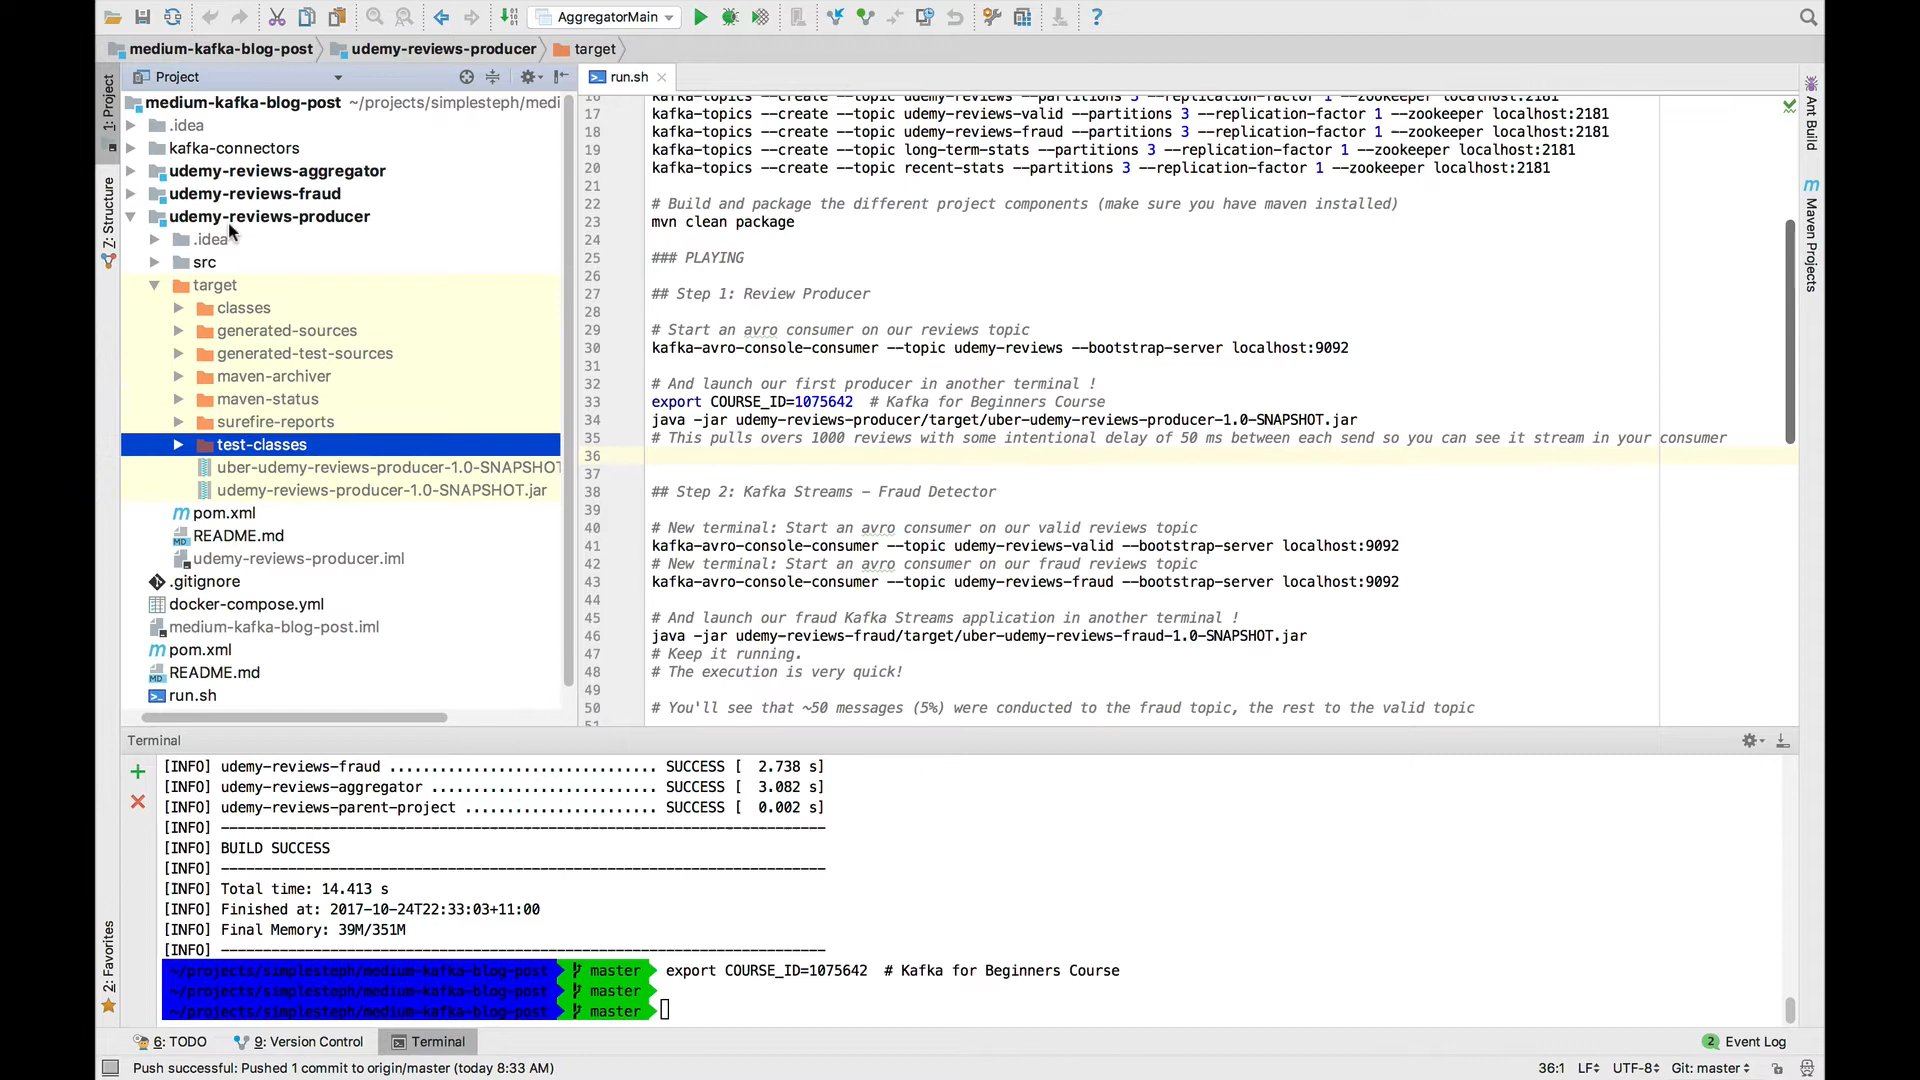 AggregatorMain
medium-kafka-blog-post
udemy-reviews-producer
target
Project
run.sh
1: Project
Z: Structure
2: Favorites
medium-kafka-blog-post ~/projects/simplesteph/medi
.idea
kafka-connectors
udemy-reviews-aggregator
udemy-reviews-fraud
udemy-reviews-producer
.idea
src
target
classes
generated-sources
generated-test-sources
maven-archiver
maven-status
surefire-reports
test-classes
uber-udemy-reviews-producer-1.0-SNAPSHOT
udemy-reviews-producer-1.0-SNAPSHOT.jar
pom.xml
README.md
udemy-reviews-producer.iml
.gitignore
docker-compose.yml
medium-kafka-blog-post.iml
pom.xml
README.md
run.sh
16 kafka-topics --create --topic udemy-reviews --partitions 3 --replication-factor 1 --zookeeper localhost:2181
17 kafka-topics --create --topic udemy-reviews-valid --partitions 3 --replication-factor 1 --zookeeper localhost:2181
18 kafka-topics --create --topic udemy-reviews-fraud --partitions 3 --replication-factor 1 --zookeeper localhost:2181
19 kafka-topics --create --topic long-term-stats --partitions 3 --replication-factor 1 --zookeeper localhost:2181
20 kafka-topics --create --topic recent-stats --partitions 3 --replication-factor 1 --zookeeper localhost:2181
21
22 # Build and package the different project components (make sure you have maven installed)
23 mvn clean package
24
25 ### PLAYING
26
27 ## Step 1: Review Producer
28
29 # Start an avro consumer on our reviews topic
30 kafka-avro-console-consumer --topic udemy-reviews --bootstrap-server localhost:9092
31
32 # And launch our first producer in another terminal !
33 export COURSE_ID=1075642  # Kafka for Beginners Course
34 java -jar udemy-reviews-producer/target/uber-udemy-reviews-producer-1.0-SNAPSHOT.jar
35 # This pulls overs 1000 reviews with some intentional delay of 50 ms between each send so you can see it stream in your consumer
36
37
38 ## Step 2: Kafka Streams – Fraud Detector
39
40 # New terminal: Start an avro consumer on our valid reviews topic
41 kafka-avro-console-consumer --topic udemy-reviews-valid --bootstrap-server localhost:9092
42 # New terminal: Start an avro consumer on our fraud reviews topic
43 kafka-avro-console-consumer --topic udemy-reviews-fraud --bootstrap-server localhost:9092
44
45 # And launch our fraud Kafka Streams application in another terminal !
46 java -jar udemy-reviews-fraud/target/uber-udemy-reviews-fraud-1.0-SNAPSHOT.jar
47 # Keep it running.
48 # The execution is very quick!
49
50 # You'll see that ~50 messages (5%) were conducted to the fraud topic, the rest to the valid topic
51
Ant Build
Maven Projects
Terminal
[INFO] udemy-reviews-fraud ................................ SUCCESS [  2.738 s]
[INFO] udemy-reviews-aggregator ........................... SUCCESS [  3.082 s]
[INFO] udemy-reviews-parent-project ....................... SUCCESS [  0.002 s]
[INFO] ------------------------------------------------------------------------
[INFO] BUILD SUCCESS
[INFO] ------------------------------------------------------------------------
[INFO] Total time: 14.413 s
[INFO] Finished at: 2017-10-24T22:33:03+11:00
[INFO] Final Memory: 39M/351M
[INFO] ------------------------------------------------------------------------
~/projects/simplesteph/medium-kafka-blog-post master export COURSE_ID=1075642  # Kafka for Beginners Course
~/projects/simplesteph/medium-kafka-blog-post master
~/projects/simplesteph/medium-kafka-blog-post master
6: TODO
9: Version Control
Terminal
2 Event Log
Push successful: Pushed 1 commit to origin/master (today 8:33 AM)
36:1 LF UTF-8 Git: master